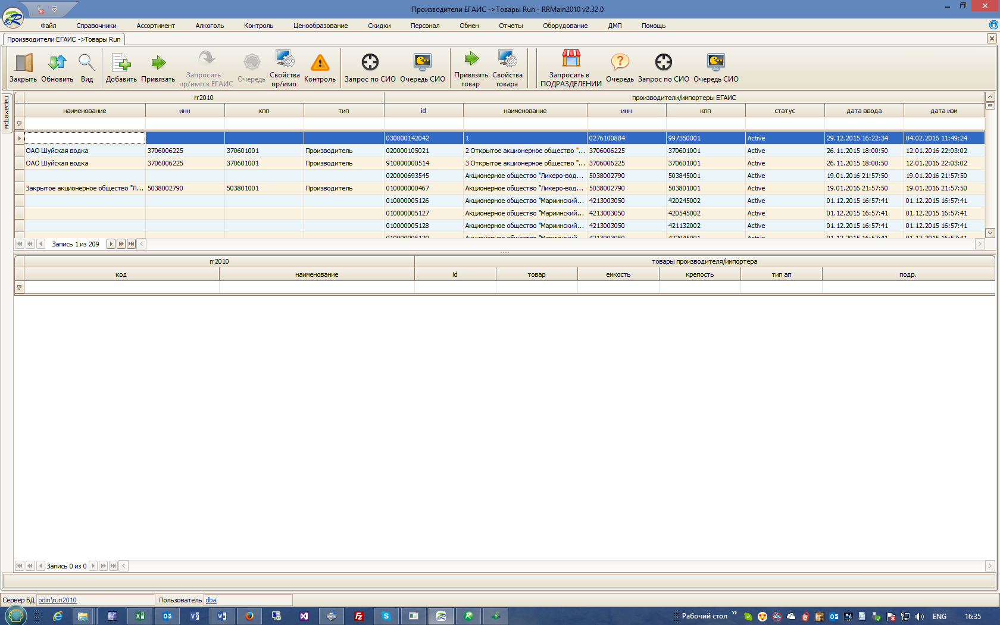 Производители ЕГАИС ->Товары Run - RRMain2010 v2.32.0
Файл Справочники Ассортимент Алкоголь Контроль Ценообразование Скидки Персонал Обмен Отчеты Оборудование ДМП Помощь
Производители ЕГАИС ->Товары Run
Закрыть Обновить Вид Добавить Привязать Запросить пр/имп в ЕГАИС Очередь Свойства пр/имп Контроль Запрос по СИО Очередь СИО Привязять товар Свойства товара Запросить в ПОДРАЗДЕЛЕНИИ Очередь Запрос по СИО Очередь СИО
параметры
rr2010 производители/импортеры ЕГАИС
наименование инн кпп тип id наименование инн кпп статус дата ввода дата изм
030000142042 1 0276100884 997350001 Active 29.12.2015 16:22:34 04.02.2016 11:49:24
ОАО Шуйская водка 3706006225 370601001 Производитель 020000105021 2 Открытое акционерное общество "... 3706006225 370601001 Active 26.11.2015 18:00:50 12.01.2016 22:03:02
ОАО Шуйская водка 3706006225 370601001 Производитель 910000000514 3 Открытое акционерное общество "... 3706006225 370601001 Active 26.11.2015 18:00:50 12.01.2016 22:03:02
020000693545 Акционерное общество "Ликеро-вод... 5038002790 503845001 Active 19.01.2016 21:57:50 19.01.2016 21:57:50
Закрытое акционерное общество "Л... 5038002790 503801001 Производитель 010000000467 Акционерное общество "Ликеро-вод... 5038002790 503801001 Active 19.01.2016 21:57:50 19.01.2016 21:57:50
010000005126 Акционерное общество "Мариинский... 4213003050 420245002 Active 01.12.2015 16:57:41 01.12.2015 16:57:41
010000005127 Акционерное общество "Мариинский... 4213003050 420545002 Active 01.12.2015 16:57:41 01.12.2015 16:57:41
010000005128 Акционерное общество "Мариинский... 4213003050 421132002 Active 01.12.2015 16:57:41 01.12.2015 16:57:41
Запись 1 из 209
rr2010 товары производителя/импортера
код наименование id товар емкость крепость тип ап подр.
Запись 0 из 0
Сервер БД odin\run2010 Пользователь dba
Рабочий стол ENG 16:35